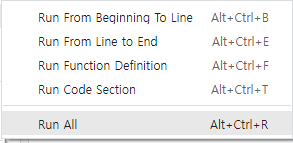 Run From Beginning To Line Alt+Ctrl+B
Run From Line to End Alt+Ctrl+E
Run Function Definition Alt+Ctrl+F
Run Code Section Alt+Ctrl+T
Run All Alt+Ctrl+R